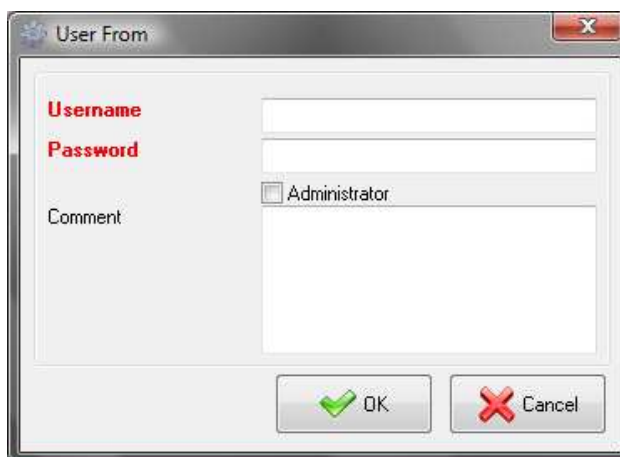 User From
Username
Password
Administrator
Comment
OK
Cancel